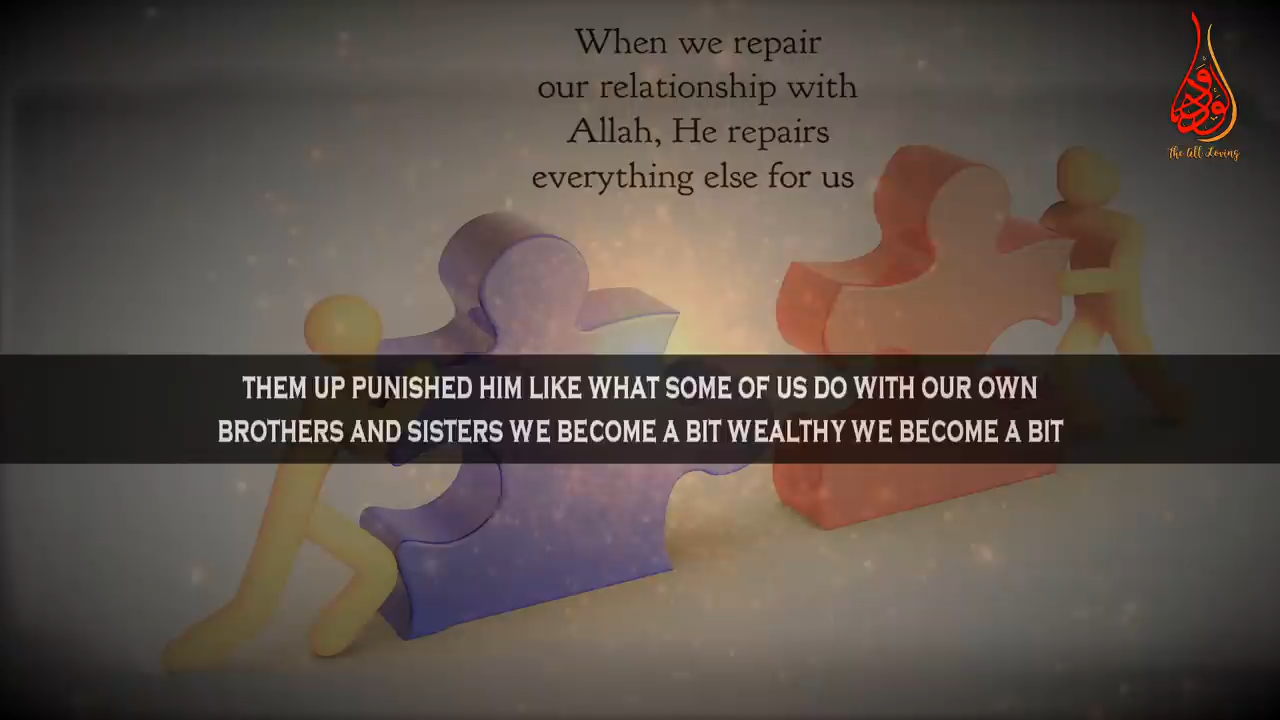 When we repair
our relationship with
Allah, He repairs
everything else for us
The All Loving
THEM UP PUNISHED HIM LIKE WHAT SOME OF US DO WITH OUR OWN
BROTHERS AND SISTERS WE BECOME A BIT WEALTHY WE BECOME A BIT